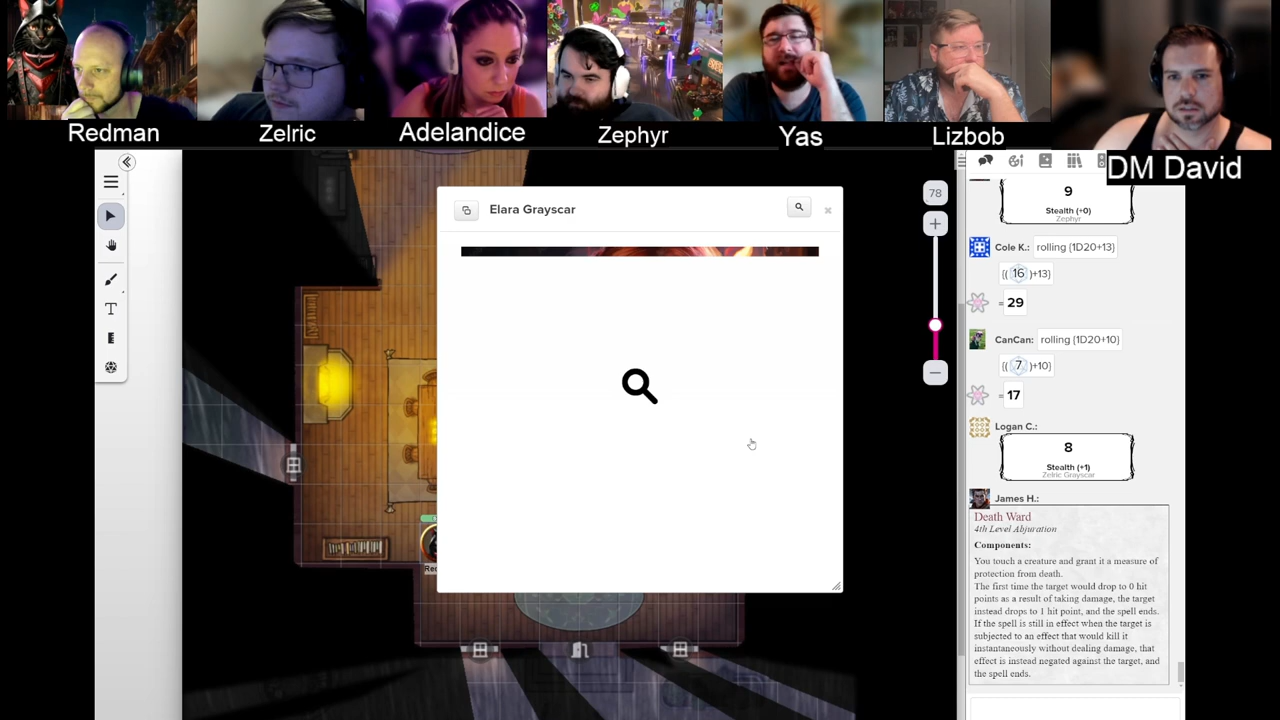 Redman
Zelric
Adelandice
Zephyr
Yas
Lizbob
DM David
Elara Grayscar
78
T
9
Stealth (+0)
Zephyr
Cole K.: rolling {1D20+13}
{( 16 )+13}
= 29
CanCan: rolling {1D20+10}
{( 7 )+10}
= 17
Logan C.:
8
Stealth (+1)
Zelric Grayscar
James H.:
Death Ward
4th Level Abjuration
Components:
You touch a creature and grant it a measure of
protection from death.
The first time the target would drop to 0 hit
points as a result of taking damage, the target
instead drops to 1 hit point, and the spell ends.
If the spell is still in effect when the target is
subjected to an effect that would kill it
instantaneously without dealing damage, that
effect is instead negated against the target, and
the spell ends.